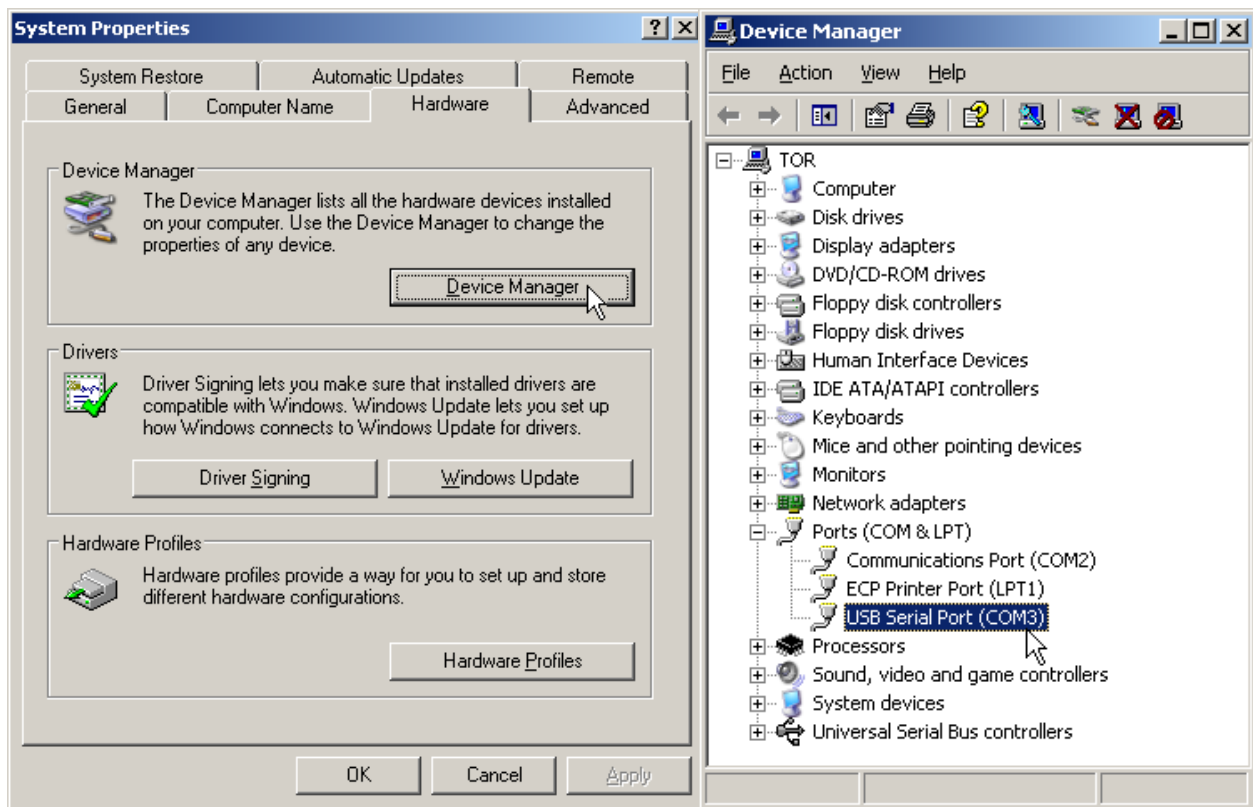 System Properties
System Restore
Automatic Updates
Remote
General
Computer Name
Hardware
Advanced
Device Manager
The Device Manager lists all the hardware devices installed
on your computer. Use the Device Manager to change the
properties of any device.
Device Manager
Drivers
Driver Signing lets you make sure that installed drivers are
compatible with Windows. Windows Update lets you set up
how Windows connects to Windows Update for drivers.
Driver Signing
Windows Update
Hardware Profiles
Hardware profiles provide a way for you to set up and store
different hardware configurations.
Hardware Profiles
OK
Cancel
Apply
Device Manager
File Action View Help
TOR
Computer
Disk drives
Display adapters
DVD/CD-ROM drives
Floppy disk controllers
Floppy disk drives
Human Interface Devices
IDE ATA/ATAPI controllers
Keyboards
Mice and other pointing devices
Monitors
Network adapters
Ports (COM & LPT)
Communications Port (COM2)
ECP Printer Port (LPT1)
USB Serial Port (COM3)
Processors
Sound, video and game controllers
System devices
Universal Serial Bus controllers